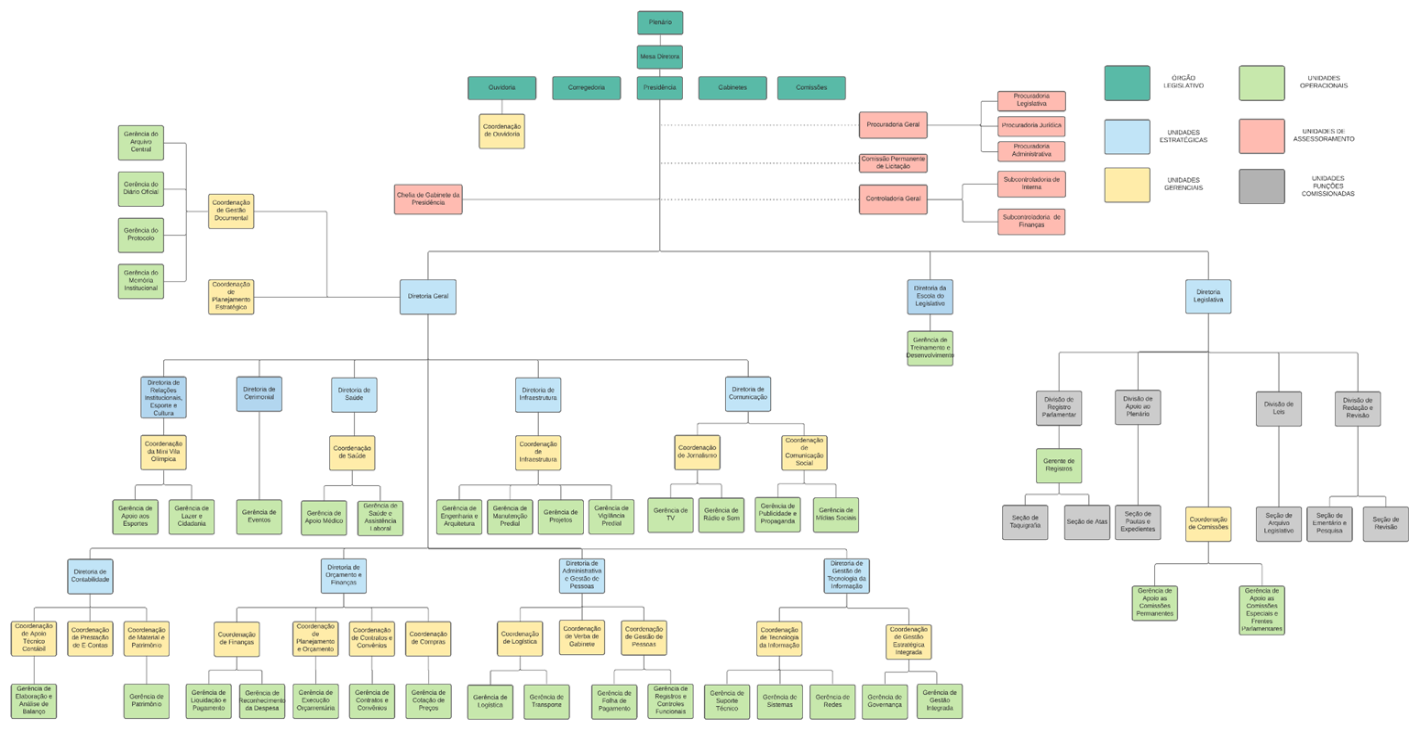 Plenário
Mesa Diretora
Ouvidoria
Corregedoria
Presidência
Gabinetes
Comissões
ÓRGÃO
LEGISLATIVO
UNIDADES
OPERACIONAIS
UNIDADES
ESTRATÉGICAS
UNIDADES DE
ASSESSORAMENTO
UNIDADES
GERENCIAIS
UNIDADES
FUNÇÕES
COMISSIONADAS
Coordenação
de Ouvidoria
Procuradoria Geral
Procuradoria
Legislativa
Procuradoria Jurídica
Procuradoria
Administrativa
Comissão Permanente
de Licitação
Chefia de Gabinete da
Presidência
Controladoria Geral
Subcontroladoria de
Interna
Subcontroladoria de
Finanças
Gerência do
Arquivo
Central
Gerência do
Diário Oficial
Gerência do
Protocolo
Gerência do
Memória
Institucional
Coordenação
de Gestão
Documental
Coordenação
de
Planejamento
Estratégico
Diretoria Geral
Diretoria da
Escola do
Legislativo
Gerência de
Treinamento e
Desenvolvimento
Diretoria
Legislativa
Diretoria de
Relações
Institucionais,
Esporte e
Cultura
Diretoria de
Cerimonial
Diretoria de
Saúde
Diretoria de
Infraestrutura
Diretoria de
Comunicação
Coordenação
da Mini Vila
Olímpica
Coordenação
de Saúde
Coordenação
de
Infraestrutura
Coordenação
de Jornalismo
Coordenação
de
Comunicação
Social
Gerência de
Apoio aos
Esportes
Gerência de
Lazer e
Cidadania
Gerência de
Eventos
Gerência de
Apoio Médico
Gerência de
Saúde e
Assistência
Laboral
Gerência de
Engenharia e
Arquitetura
Gerência de
Manutenção
Predial
Gerência de
Projetos
Gerência de
Vigilância
Predial
Gerência de
TV
Gerência de
Rádio e Som
Gerência de
Publicidade e
Propaganda
Gerência de
Mídias Sociais
Divisão de
Registro
Parlamentar
Divisão de
Apoio ao
Plenário
Divisão de
Leis
Divisão de
Redação e
Revisão
Gerente de
Registros
Seção de
Taquigrafia
Seção de Atas
Seção de
Pautas e
Expedientes
Coordenação
de Comissões
Seção de
Arquivo
Legislativo
Seção de
Ementário e
Pesquisa
Seção de
Revisão
Gerência de
Apoio as
Comissões
Permanentes
Gerência de
Apoio as
Comissões
Especiais e
Frentes
Parlamentares
Diretoria de
Contabilidade
Diretoria de
Orçamento e
Finanças
Diretoria de
Administrativa
e Gestão de
Pessoas
Diretoria de
Gestão de
Tecnologia da
Informação
Coordenação
de Apoio
Técnico
Contábil
Coordenação
de Prestação
de E-Contas
Coordenação
de Material e
Patrimônio
Coordenação
de Finanças
Coordenação
de
Planejamento
e Orçamento
Coordenação
de Contratos e
Convênios
Coordenação
de Compras
Coordenação
de Logística
Coordenação
de Verba de
Gabinete
Coordenação
de Gestão de
Pessoas
Coordenação
de Tecnologia
da Informação
Coordenação
de Gestão
Estratégica
Integrada
Gerência de
Elaboração e
Análise de
Balanço
Gerência de
Patrimônio
Gerência de
Liquidação e
Pagamento
Gerência de
Reconhecimento
da Despesa
Gerência de
Execução
Orçamentária
Gerência de
Contratos e
Convênios
Gerência de
Cotação de
Preços
Gerência de
Logística
Gerência de
Transporte
Gerência de
Folha de
Pagamento
Gerência de
Registros e
Controles
Funcionais
Gerência de
Suporte
Técnico
Gerência de
Sistemas
Gerência de
Redes
Gerência de
Governança
Gerência de
Gestão
Integrada